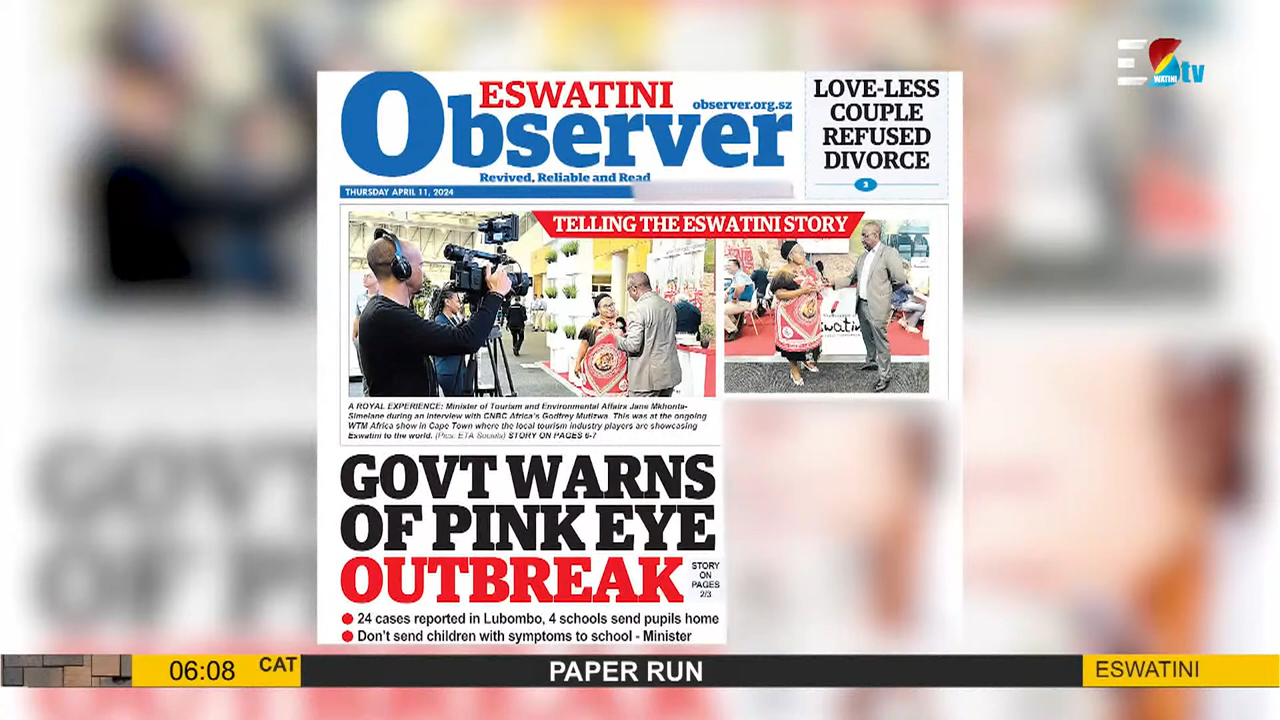 ESWATINI
Observer
observer.org.sz
Revived, Reliable and Read
THURSDAY APRIL 11, 2024
LOVE-LESS
COUPLE
REFUSED
DIVORCE
3
TELLING THE ESWATINI STORY
A ROYAL EXPERIENCE: Minister of Tourism and Environmental Affairs Jane Mkhonta-
Simelane during an interview with CNBC Africa's Godfrey Mutizwa. This was at the ongoing
WTM Africa show in Cape Town where the local tourism industry players are showcasing
Eswatini to the world. (Pics: ETA Socials) STORY ON PAGES 6-7
GOVT WARNS
OF PINK EYE
OUTBREAK
STORY
ON
PAGES
2/3
24 cases reported in Lubombo, 4 schools send pupils home
Don't send children with symptoms to school - Minister
ESWATINI tv
06:08 CAT
PAPER RUN
ESWATINI